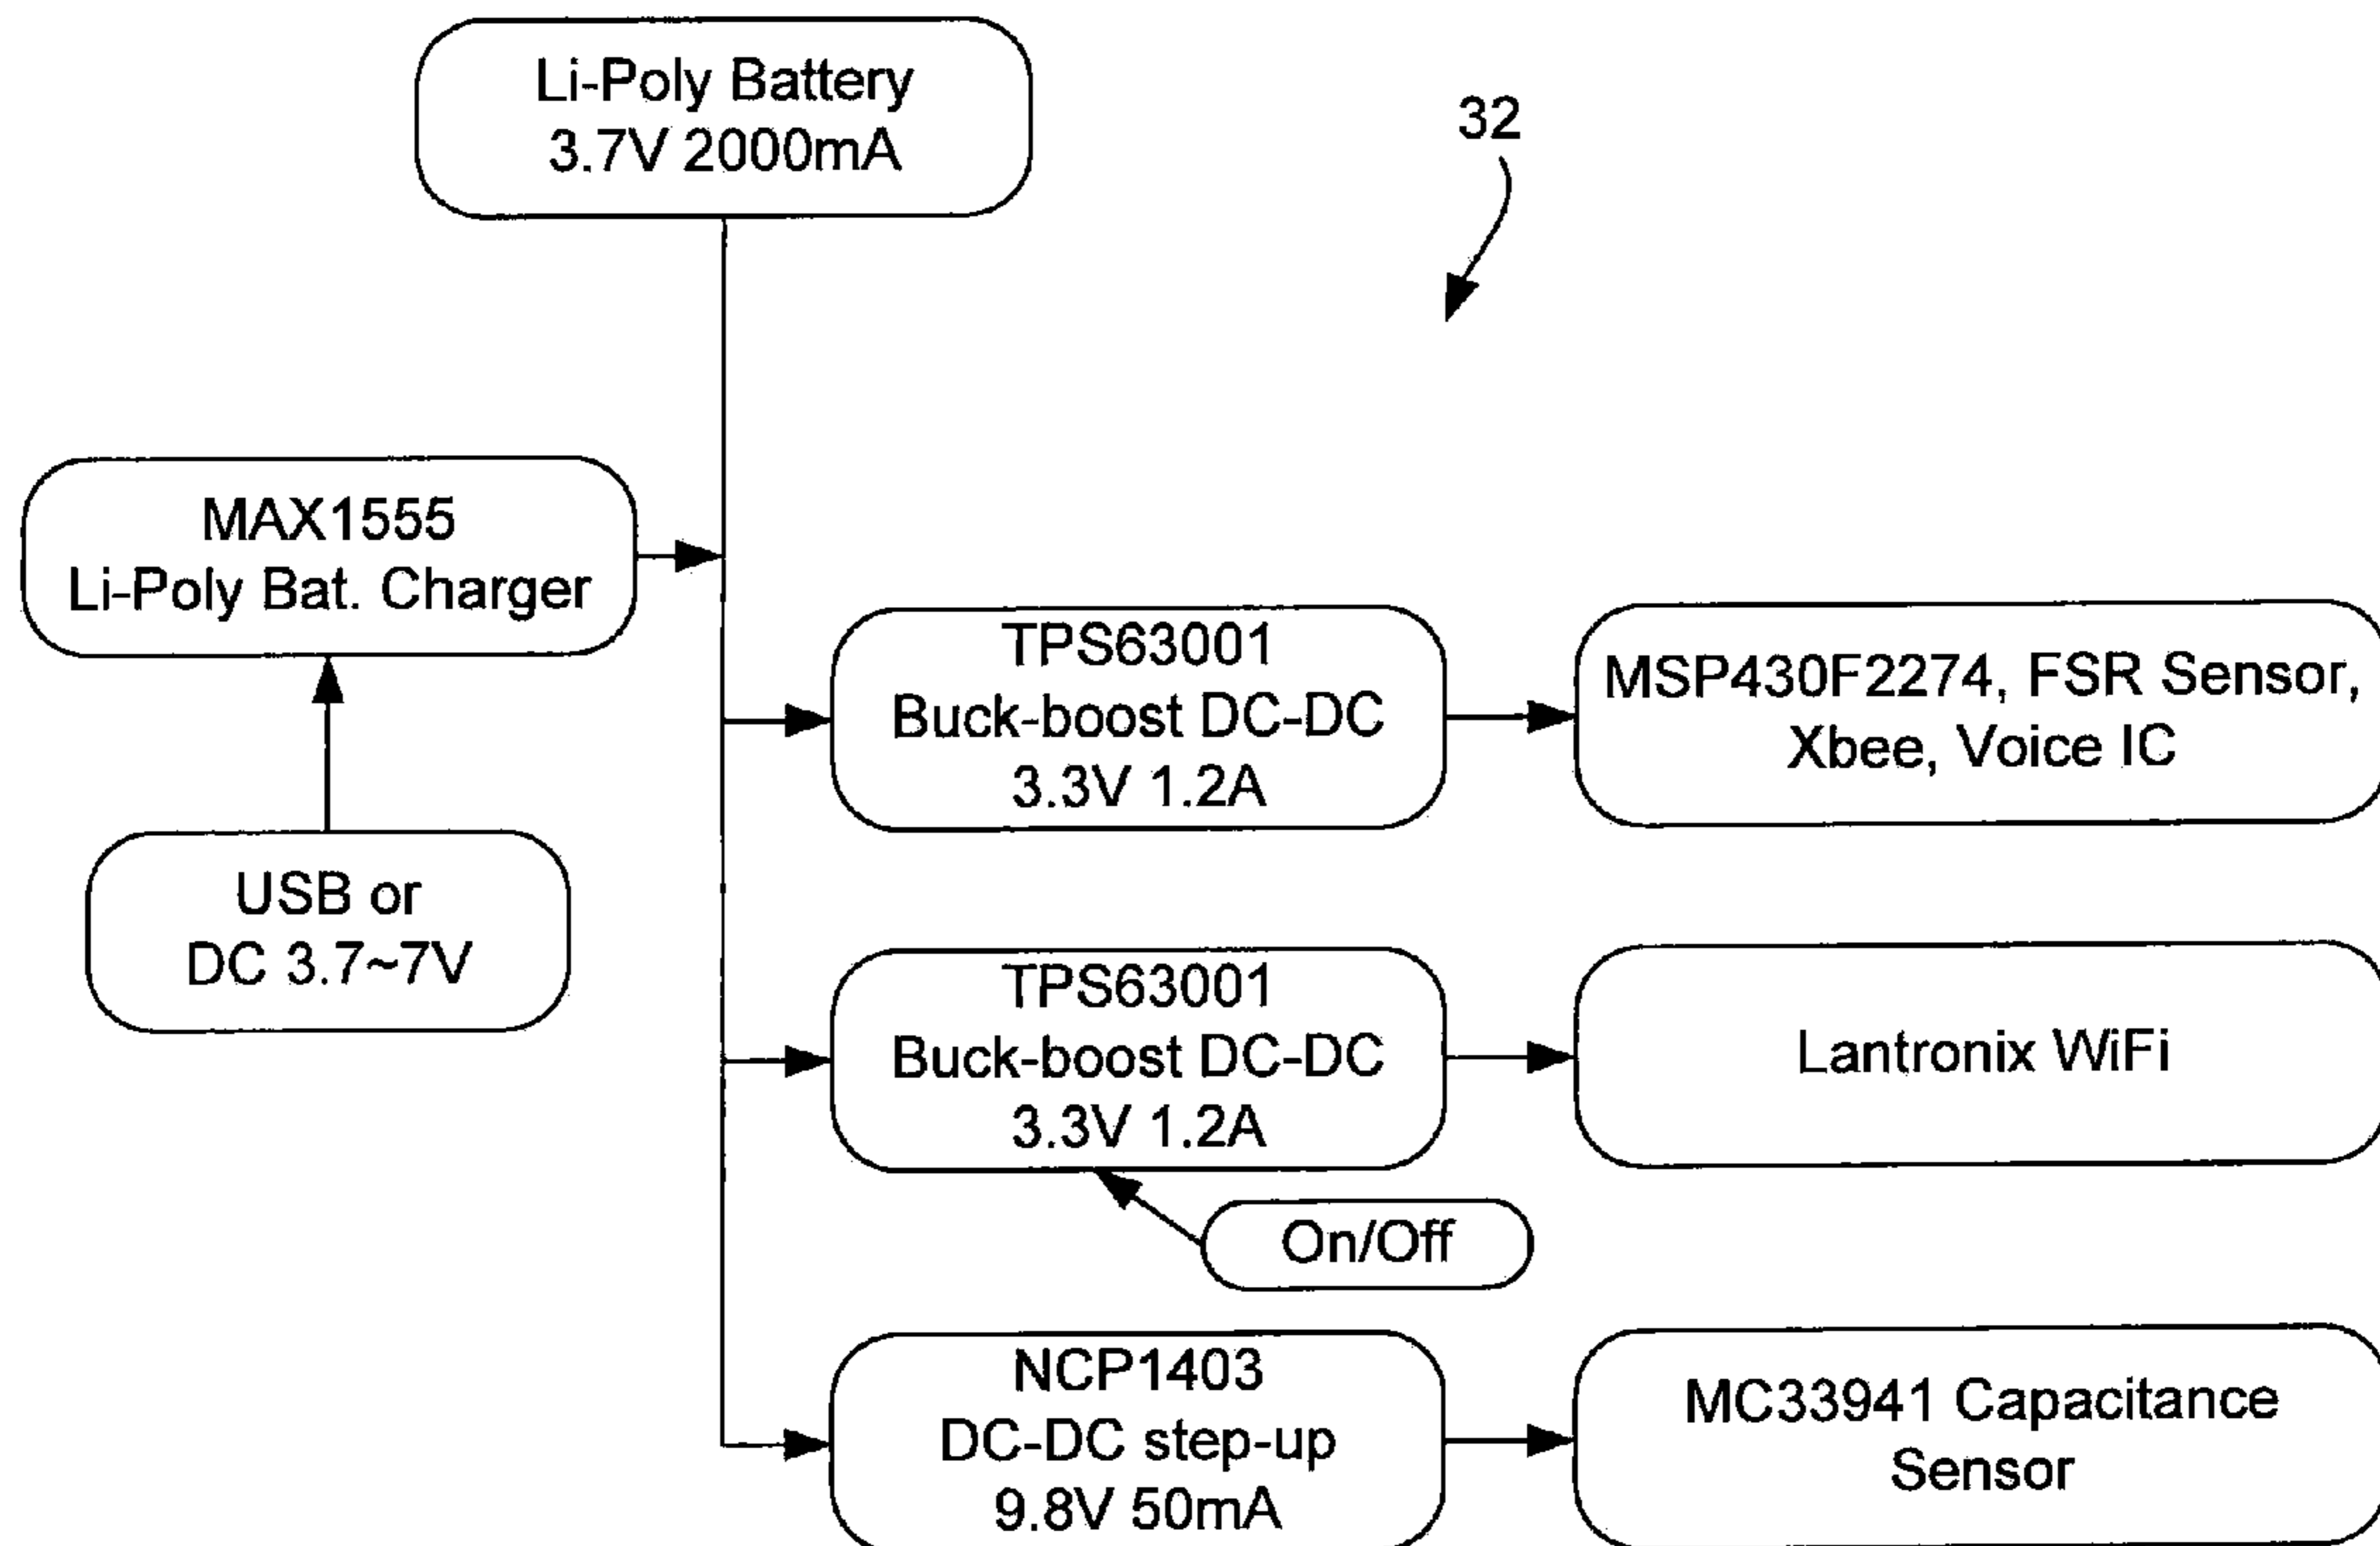 Li-Poly Battery
3.7V 2000mA
32
MAX1555
Li-Poly Bat. Charger
USB or
DC 3.7~7V
TPS63001
Buck-boost DC-DC
3.3V 1.2A
MSP430F2274, FSR Sensor,
Xbee, Voice IC
TPS63001
Buck-boost DC-DC
3.3V 1.2A
Lantronix WiFi
On/Off
NCP1403
DC-DC step-up
9.8V 50mA
MC33941 Capacitance
Sensor